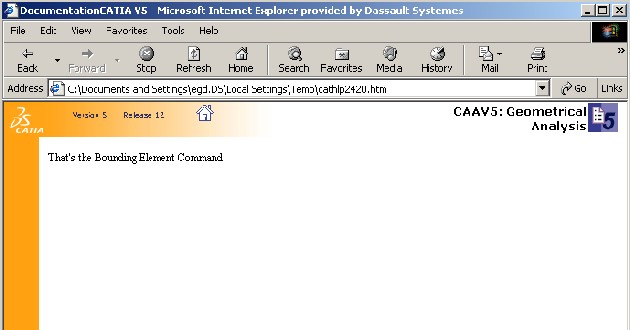 DocumentationCATIA V5 - Microsoft Internet Explorer provided by Dassault Systemes
File Edit View Favorites Tools Help
Back Forward Stop Refresh Home Search Favorites Media History Mail Print »
Address C:\Documents and Settings\egd.DS\Local Settings\Temp\cathlp2420.htm Go Links
CATIA Version 5 Release 12 CAAV5: Geometrical
Analysis 5
That's the Bounding Element Command